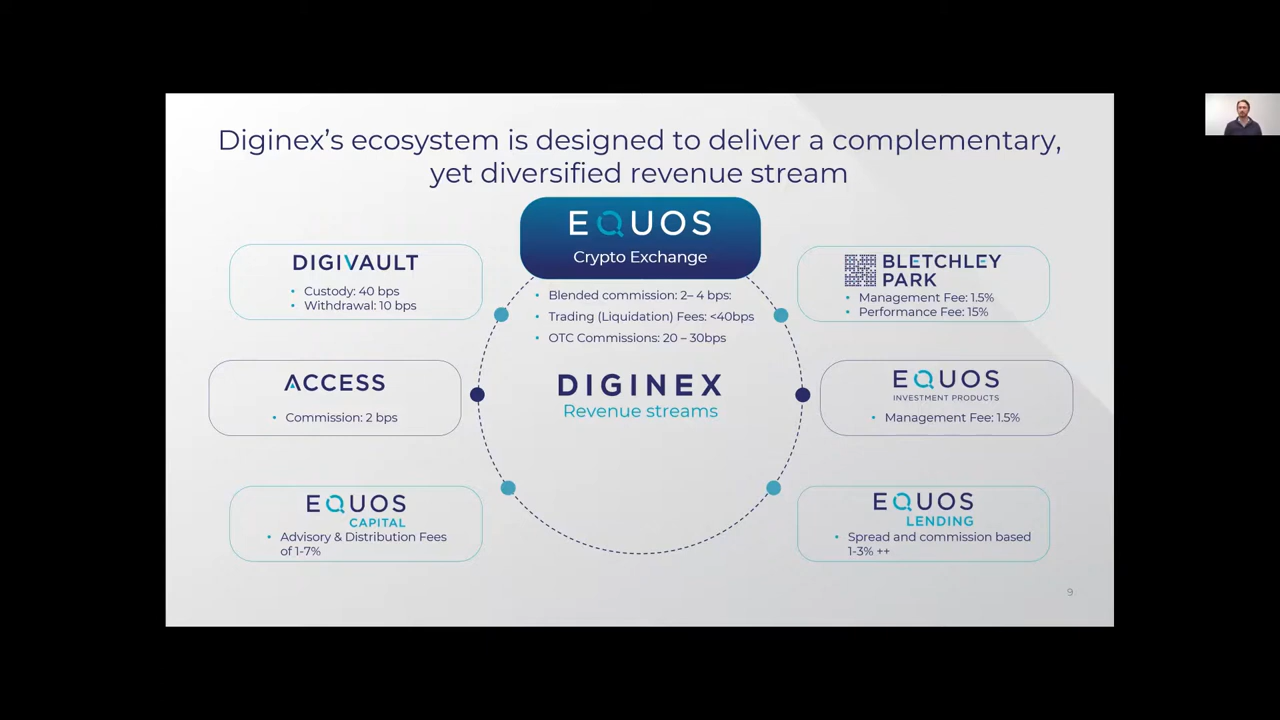 Diginex's ecosystem is designed to deliver a complementary,
yet diversified revenue stream
EQUOS
Crypto Exchange
• Blended commission: 2– 4 bps:
• Trading (Liquidation) Fees: <40bps
• OTC Commissions: 20 – 30bps
DIGINEX
Revenue streams
DIGIVAULT
• Custody: 40 bps
• Withdrawal: 10 bps
ACCESS
• Commission: 2 bps
EQUOS
CAPITAL
• Advisory & Distribution Fees
of 1-7%
BLETCHLEY
PARK
• Management Fee: 1.5%
• Performance Fee: 15%
EQUOS
INVESTMENT PRODUCTS
• Management Fee: 1.5%
EQUOS
LENDING
• Spread and commission based
1-3% ++
9